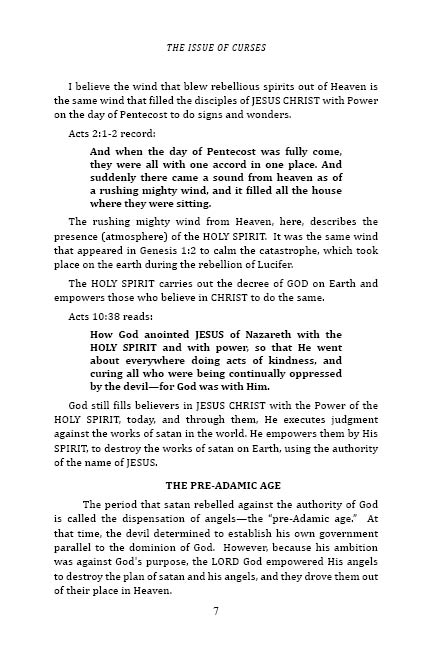 THE ISSUE OF CURSES
I believe the wind that blew rebellious spirits out of Heaven is
the same wind that filled the disciples of JESUS CHRIST with Power
on the day of Pentecost to do signs and wonders.
Acts 2:1-2 record:
And when the day of Pentecost was fully come,
they were all with one accord in one place. And
suddenly there came a sound from heaven as of
a rushing mighty wind, and it filled all the house
where they were sitting.
The rushing mighty wind from Heaven, here, describes the
presence (atmosphere) of the HOLY SPIRIT. It was the same wind
that appeared in Genesis 1:2 to calm the catastrophe, which took
place on the earth during the rebellion of Lucifer.
The HOLY SPIRIT carries out the decree of GOD on Earth and
empowers those who believe in CHRIST to do the same.
Acts 10:38 reads:
How God anointed JESUS of Nazareth with the
HOLY SPIRIT and with power, so that He went
about everywhere doing acts of kindness, and
curing all who were being continually oppressed
by the devil—for God was with Him.
God still fills believers in JESUS CHRIST with the Power of the
HOLY SPIRIT, today, and through them, He executes judgment
against the works of satan in the world. He empowers them by His
SPIRIT, to destroy the works of satan on Earth, using the authority
of the name of JESUS.
THE PRE-ADAMIC AGE
The period that satan rebelled against the authority of God
is called the dispensation of angels—the “pre-Adamic age.” At
that time, the devil determined to establish his own government
parallel to the dominion of God. However, because his ambition
was against God’s purpose, the LORD God empowered His angels
to destroy the plan of satan and his angels, and they drove them out
of their place in Heaven.
7